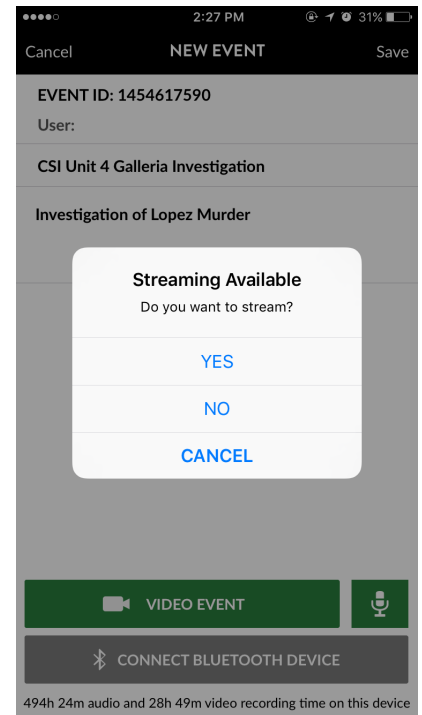 2:27 PM 31%
Cancel NEW EVENT Save
EVENT ID: 1454617590
User:
CSI Unit 4 Galleria Investigation
Investigation of Lopez Murder
Streaming Available
Do you want to stream?
YES
NO
CANCEL
VIDEO EVENT
CONNECT BLUETOOTH DEVICE
494h 24m audio and 28h 49m video recording time on this device